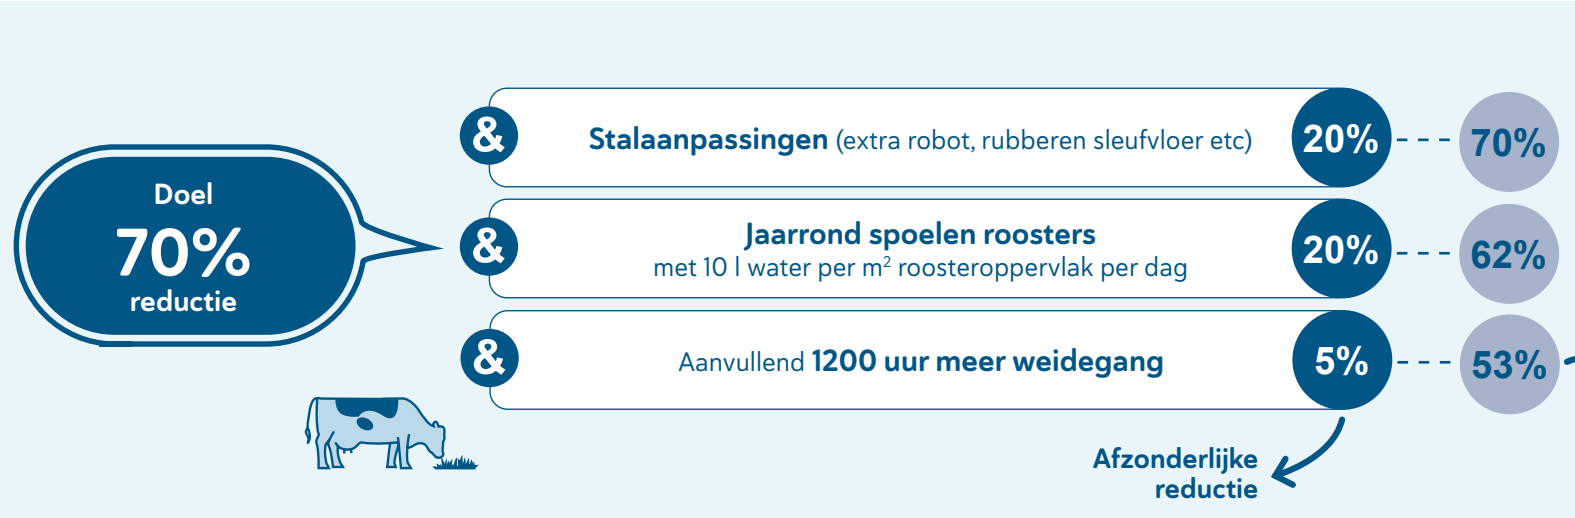 Doel
70%
reductie
& Stalaanpassingen (extra robot, rubberen sleufvloer etc) 20% 70%
& Jaarrond spoelen roosters
met 10 l water per m² roosteroppervlak per dag 20% 62%
& Aanvullend 1200 uur meer weidegang 5% 53%
Afzonderlijke
reductie